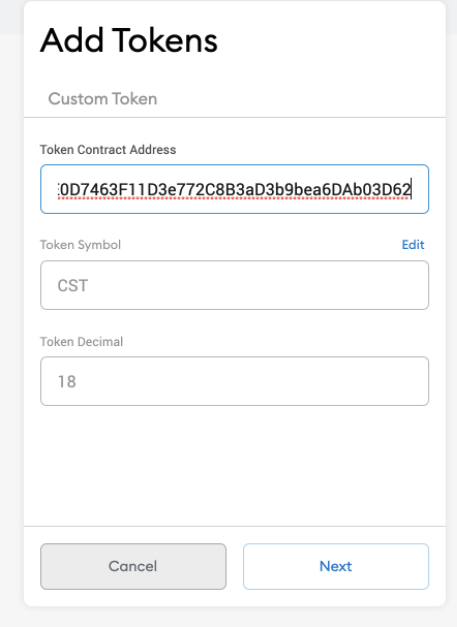 Add Tokens
Custom Token
Token Contract Address
0D7463F11D3e772C8B3aD3b9bea6DAb03D62
Token Symbol
Edit
CST
Token Decimal
18
Cancel
Next